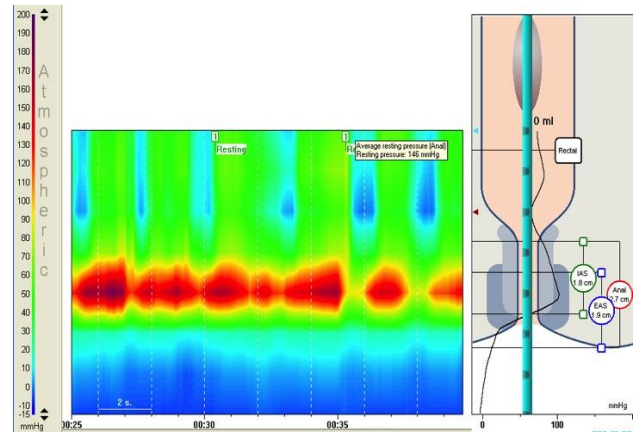 200
190
180
170
160
150
140
130
120
110
100
90
80
70
60
50
40
30
20
10
0
-15
mmHg
Atmospheric
1
Resting
1
Average resting pressure (Anal)
Resting pressure: 146 mmHg
2 s.
00:25
00:30
00:35
0 ml
Rectal
IAS
1.8 cm
EAS
1.9 cm
Anal
2.7 cm
mmHg
0
100